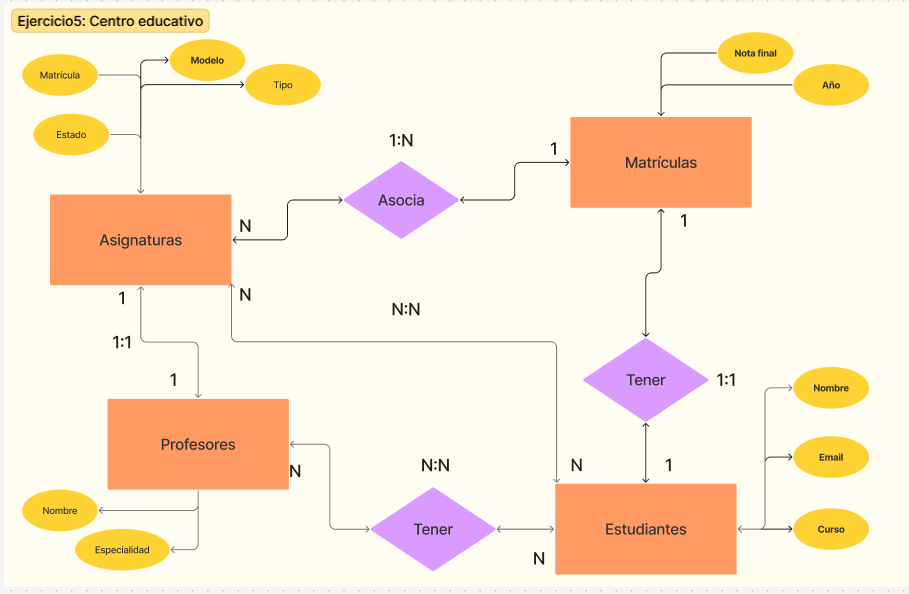 Ejercicio5: Centro educativo
Modelo
Nota final
Matrícula
Tipo
Año
Estado
1:N
1
Matrículas
Asocia
N
1
Asignaturas
N
1
N:N
1:1
1
Tener
1:1
Nombre
Profesores
N:N
N
1
Email
N
Nombre
Tener
Estudiantes
Curso
Especialidad
N